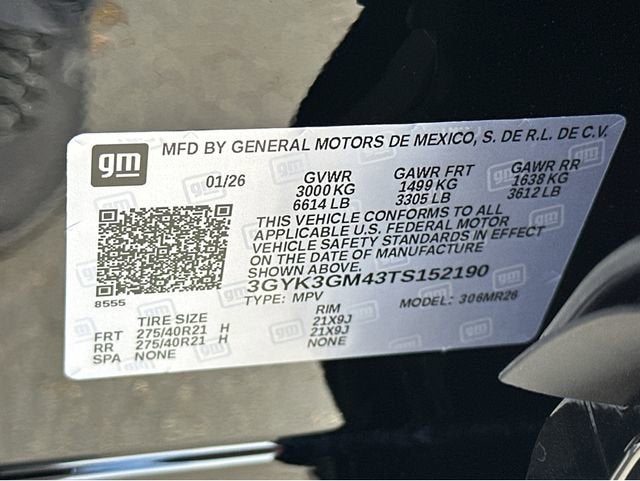 gm
MFD BY GENERAL MOTORS DE MEXICO, S. DE R.L. DE C.V.
01/26 GVWR GAWR FRT GAWR RR
3000 KG 1499 KG 1638 KG
6614 LB 3305 LB 3612 LB
THIS VEHICLE CONFORMS TO ALL
APPLICABLE U.S. FEDERAL MOTOR
VEHICLE SAFETY STANDARDS IN EFFECT
ON THE DATE OF MANUFACTURE
SHOWN ABOVE.
3GYK3GM43TS152190
8555
TYPE: MPV MODEL: 306MR26
TIRE SIZE RIM
FRT 275/40R21 H 21X9J
RR 275/40R21 H 21X9J
SPA NONE NONE